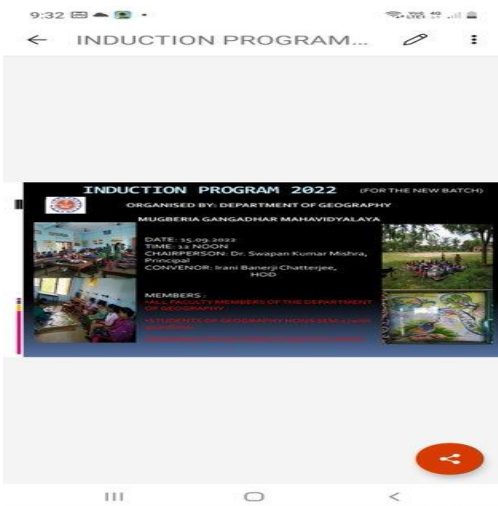 9:32
INDUCTION PROGRAM...
INDUCTION PROGRAM 2022 (FOR THE NEW BATCH)
ORGANISED BY: DEPARTMENT OF GEOGRAPHY
MUGBERIA GANGADHAR MAHAVIDYALAYA
DATE: 15.09.2022
TIME: 12 NOON
CHAIRPERSON: Dr. Swapan Kumar Mishra,
Principal
CONVENOR: Irani Banerji Chatterjee,
HOD
MEMBERS :
•ALL FACULTY MEMBERS OF THE DEPARTMENT
OF GEOGRAPHY
•STUDENTS OF GEOGRAPHY HONS SEM